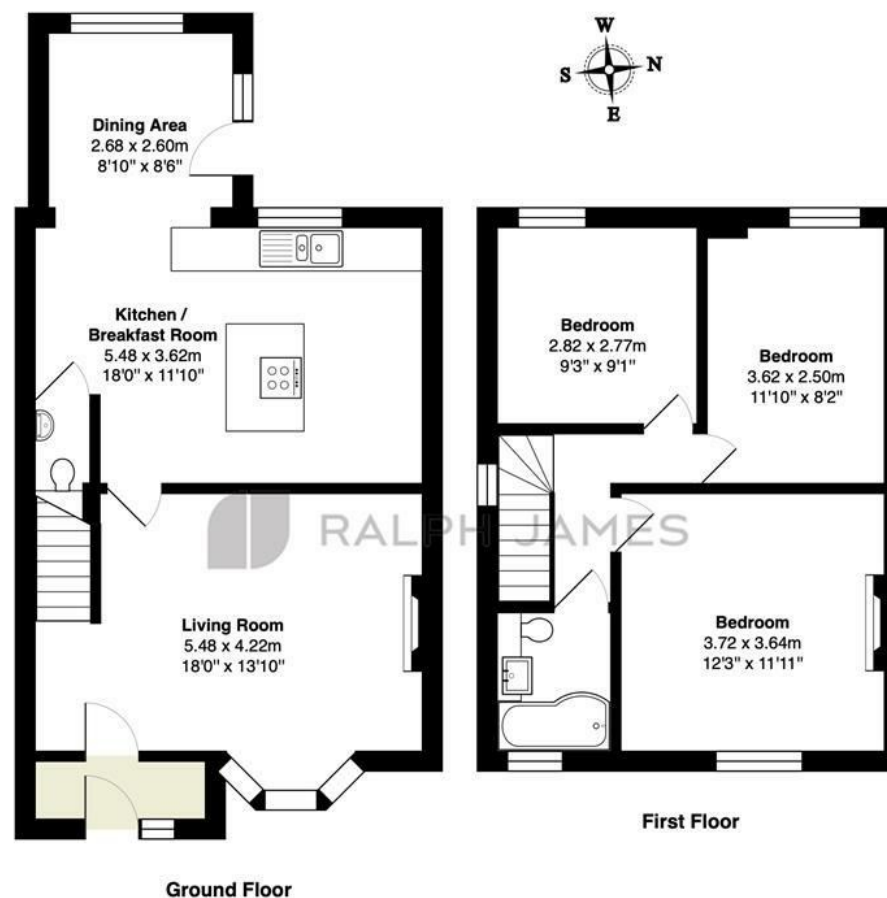 W
S N
E
Dining Area
2.68 x 2.60m
8'10" x 8'6"
Kitchen /
Breakfast Room
5.48 x 3.62m
18'0" x 11'10"
Living Room
5.48 x 4.22m
18'0" x 13'10"
Ground Floor
Bedroom
2.82 x 2.77m
9'3" x 9'1"
Bedroom
3.62 x 2.50m
11'10" x 8'2"
Bedroom
3.72 x 3.64m
12'3" x 11'11"
First Floor
RALPH JAMES